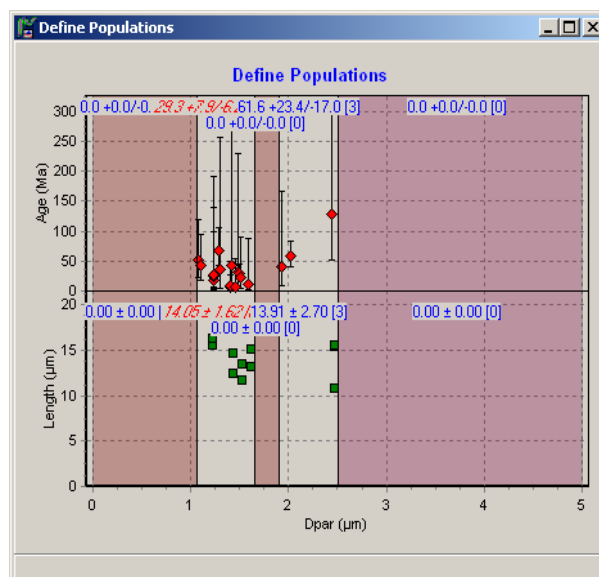 Define Populations
Define Populations
0.0 +0.0/-0. 29.3 +7.9/-6. 61.6 +23.4/-17.0 [3] 0.0 +0.0/-0.0 [0]
0.0 +0.0/-0.0 [0]
300
250
200
150
100
50
0
Age (Ma)
0.00 ± 0.00 14.05 ± 1.62 13.91 ± 2.70 [3] 0.00 ± 0.00 [0]
0.00 ± 0.00 [0]
20
15
10
5
0
Length (µm)
0 1 2 3 4 5
Dpar (µm)